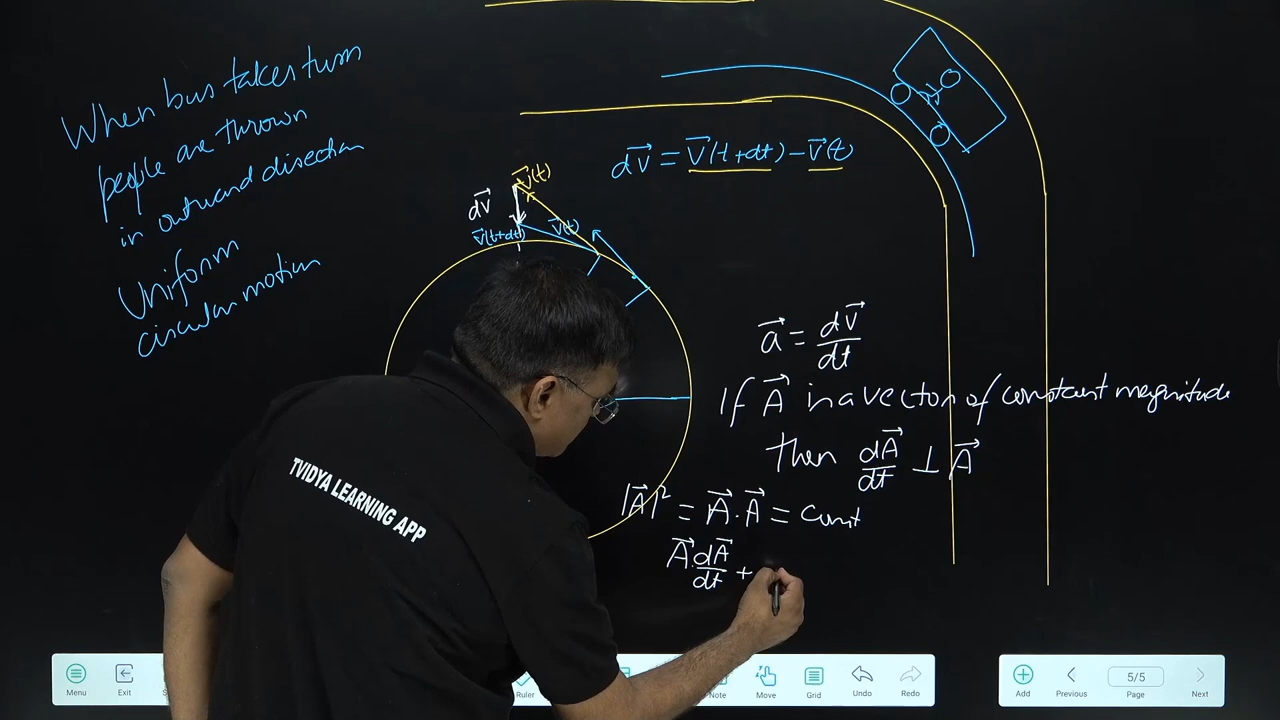 When bus takes turn
people are thrown
in outward direction
Uniform
circular motion
dv⃗ = v⃗(t+dt) − v⃗(t)
v⃗(t)
dv⃗
v⃗(t)
v⃗(t+dt)
a⃗ = dv⃗/dt
If A⃗ is a vector of constant magnitude
then dA⃗/dt ⊥ A⃗
|A⃗|² = A⃗.A⃗ = const
A⃗.dA⃗/dt +
TVIDYA LEARNING APP
Menu
Exit
Ruler
Note
Move
Grid
Undo
Redo
Add
Previous
5/5
Page
Next